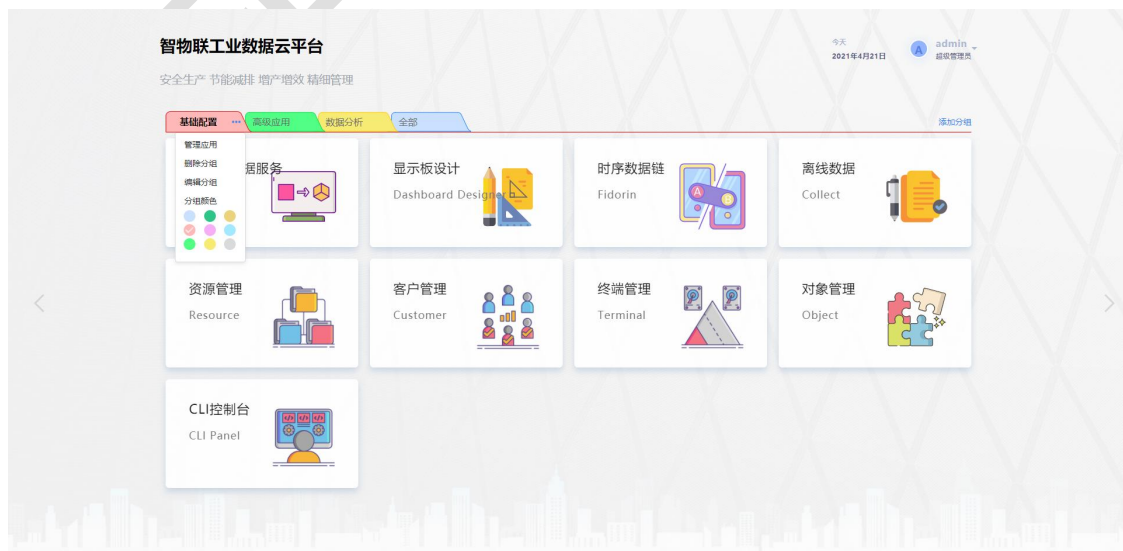 智物联工业数据云平台
安全生产 节能减排 增产增效 精细管理
今天
2021年4月21日
A
admin
超级管理员
基础配置 ···
高级应用
数据分析
全部
添加分组
管理应用
删除分组
编辑分组
分组颜色
据服务
显示板设计
Dashboard Designer
时序数据链
Fidorin
A
B
离线数据
Collect
资源管理
Resource
客户管理
Customer
终端管理
Terminal
对象管理
Object
CLI控制台
CLI Panel